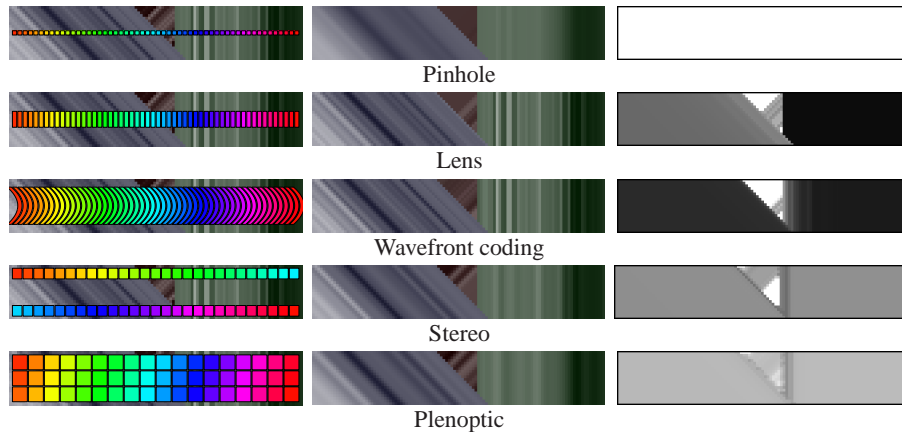 Pinhole
Lens
Wavefront coding
Stereo
Plenoptic